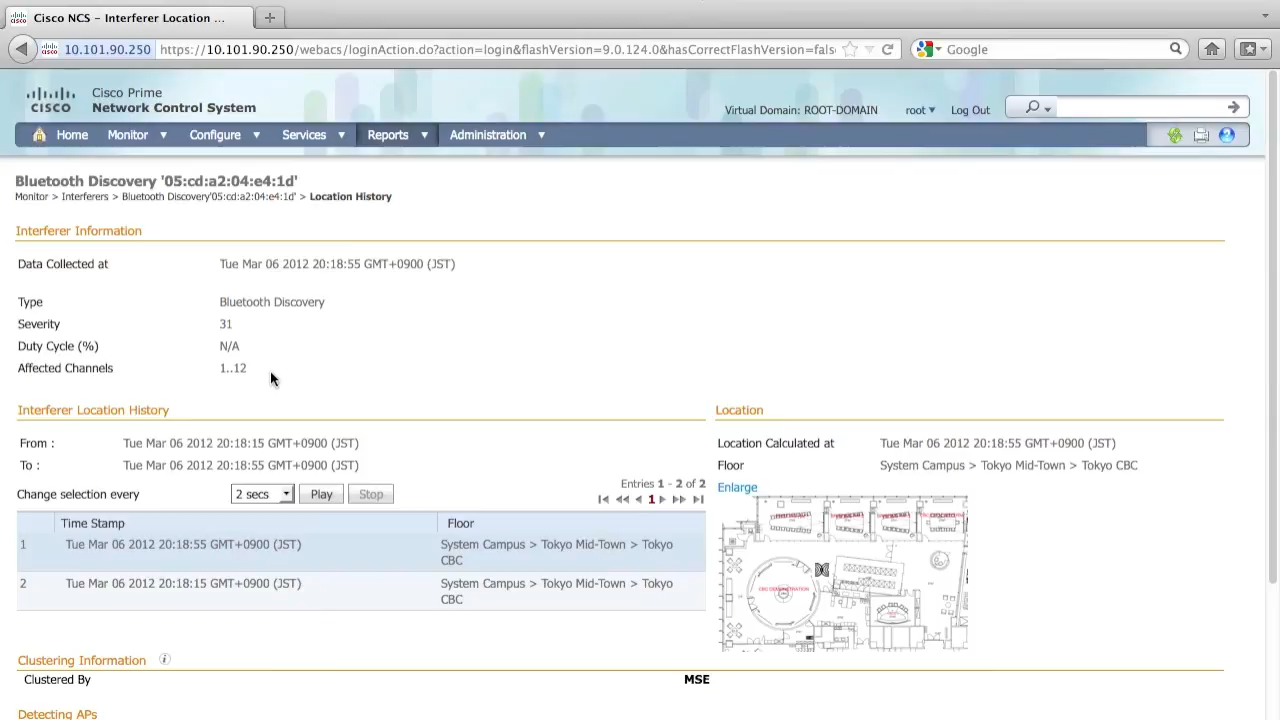 Cisco NCS - Interferer Location ...
10.101.90.250 https://10.101.90.250/webacs/loginAction.do?action=login&flashVersion=9.0.124.0&hasCorrectFlashVersion=fals
Google
CISCO
Cisco Prime
Network Control System
Virtual Domain: ROOT-DOMAIN root Log Out
Home Monitor Configure Services Reports Administration
Bluetooth Discovery '05:cd:a2:04:e4:1d'
Monitor > Interferers > Bluetooth Discovery'05:cd:a2:04:e4:1d' > Location History
Interferer Information
Data Collected at Tue Mar 06 2012 20:18:55 GMT+0900 (JST)
Type Bluetooth Discovery
Severity 31
Duty Cycle (%) N/A
Affected Channels 1..12
Interferer Location History
From : Tue Mar 06 2012 20:18:15 GMT+0900 (JST)
To : Tue Mar 06 2012 20:18:55 GMT+0900 (JST)
Change selection every 2 secs Play Stop
Entries 1 - 2 of 2
1
Time Stamp Floor
1 Tue Mar 06 2012 20:18:55 GMT+0900 (JST) System Campus > Tokyo Mid-Town > Tokyo
CBC
2 Tue Mar 06 2012 20:18:15 GMT+0900 (JST) System Campus > Tokyo Mid-Town > Tokyo
CBC
Location
Location Calculated at Tue Mar 06 2012 20:18:55 GMT+0900 (JST)
Floor System Campus > Tokyo Mid-Town > Tokyo CBC
Enlarge
Clustering Information
Clustered By MSE
Detecting APs